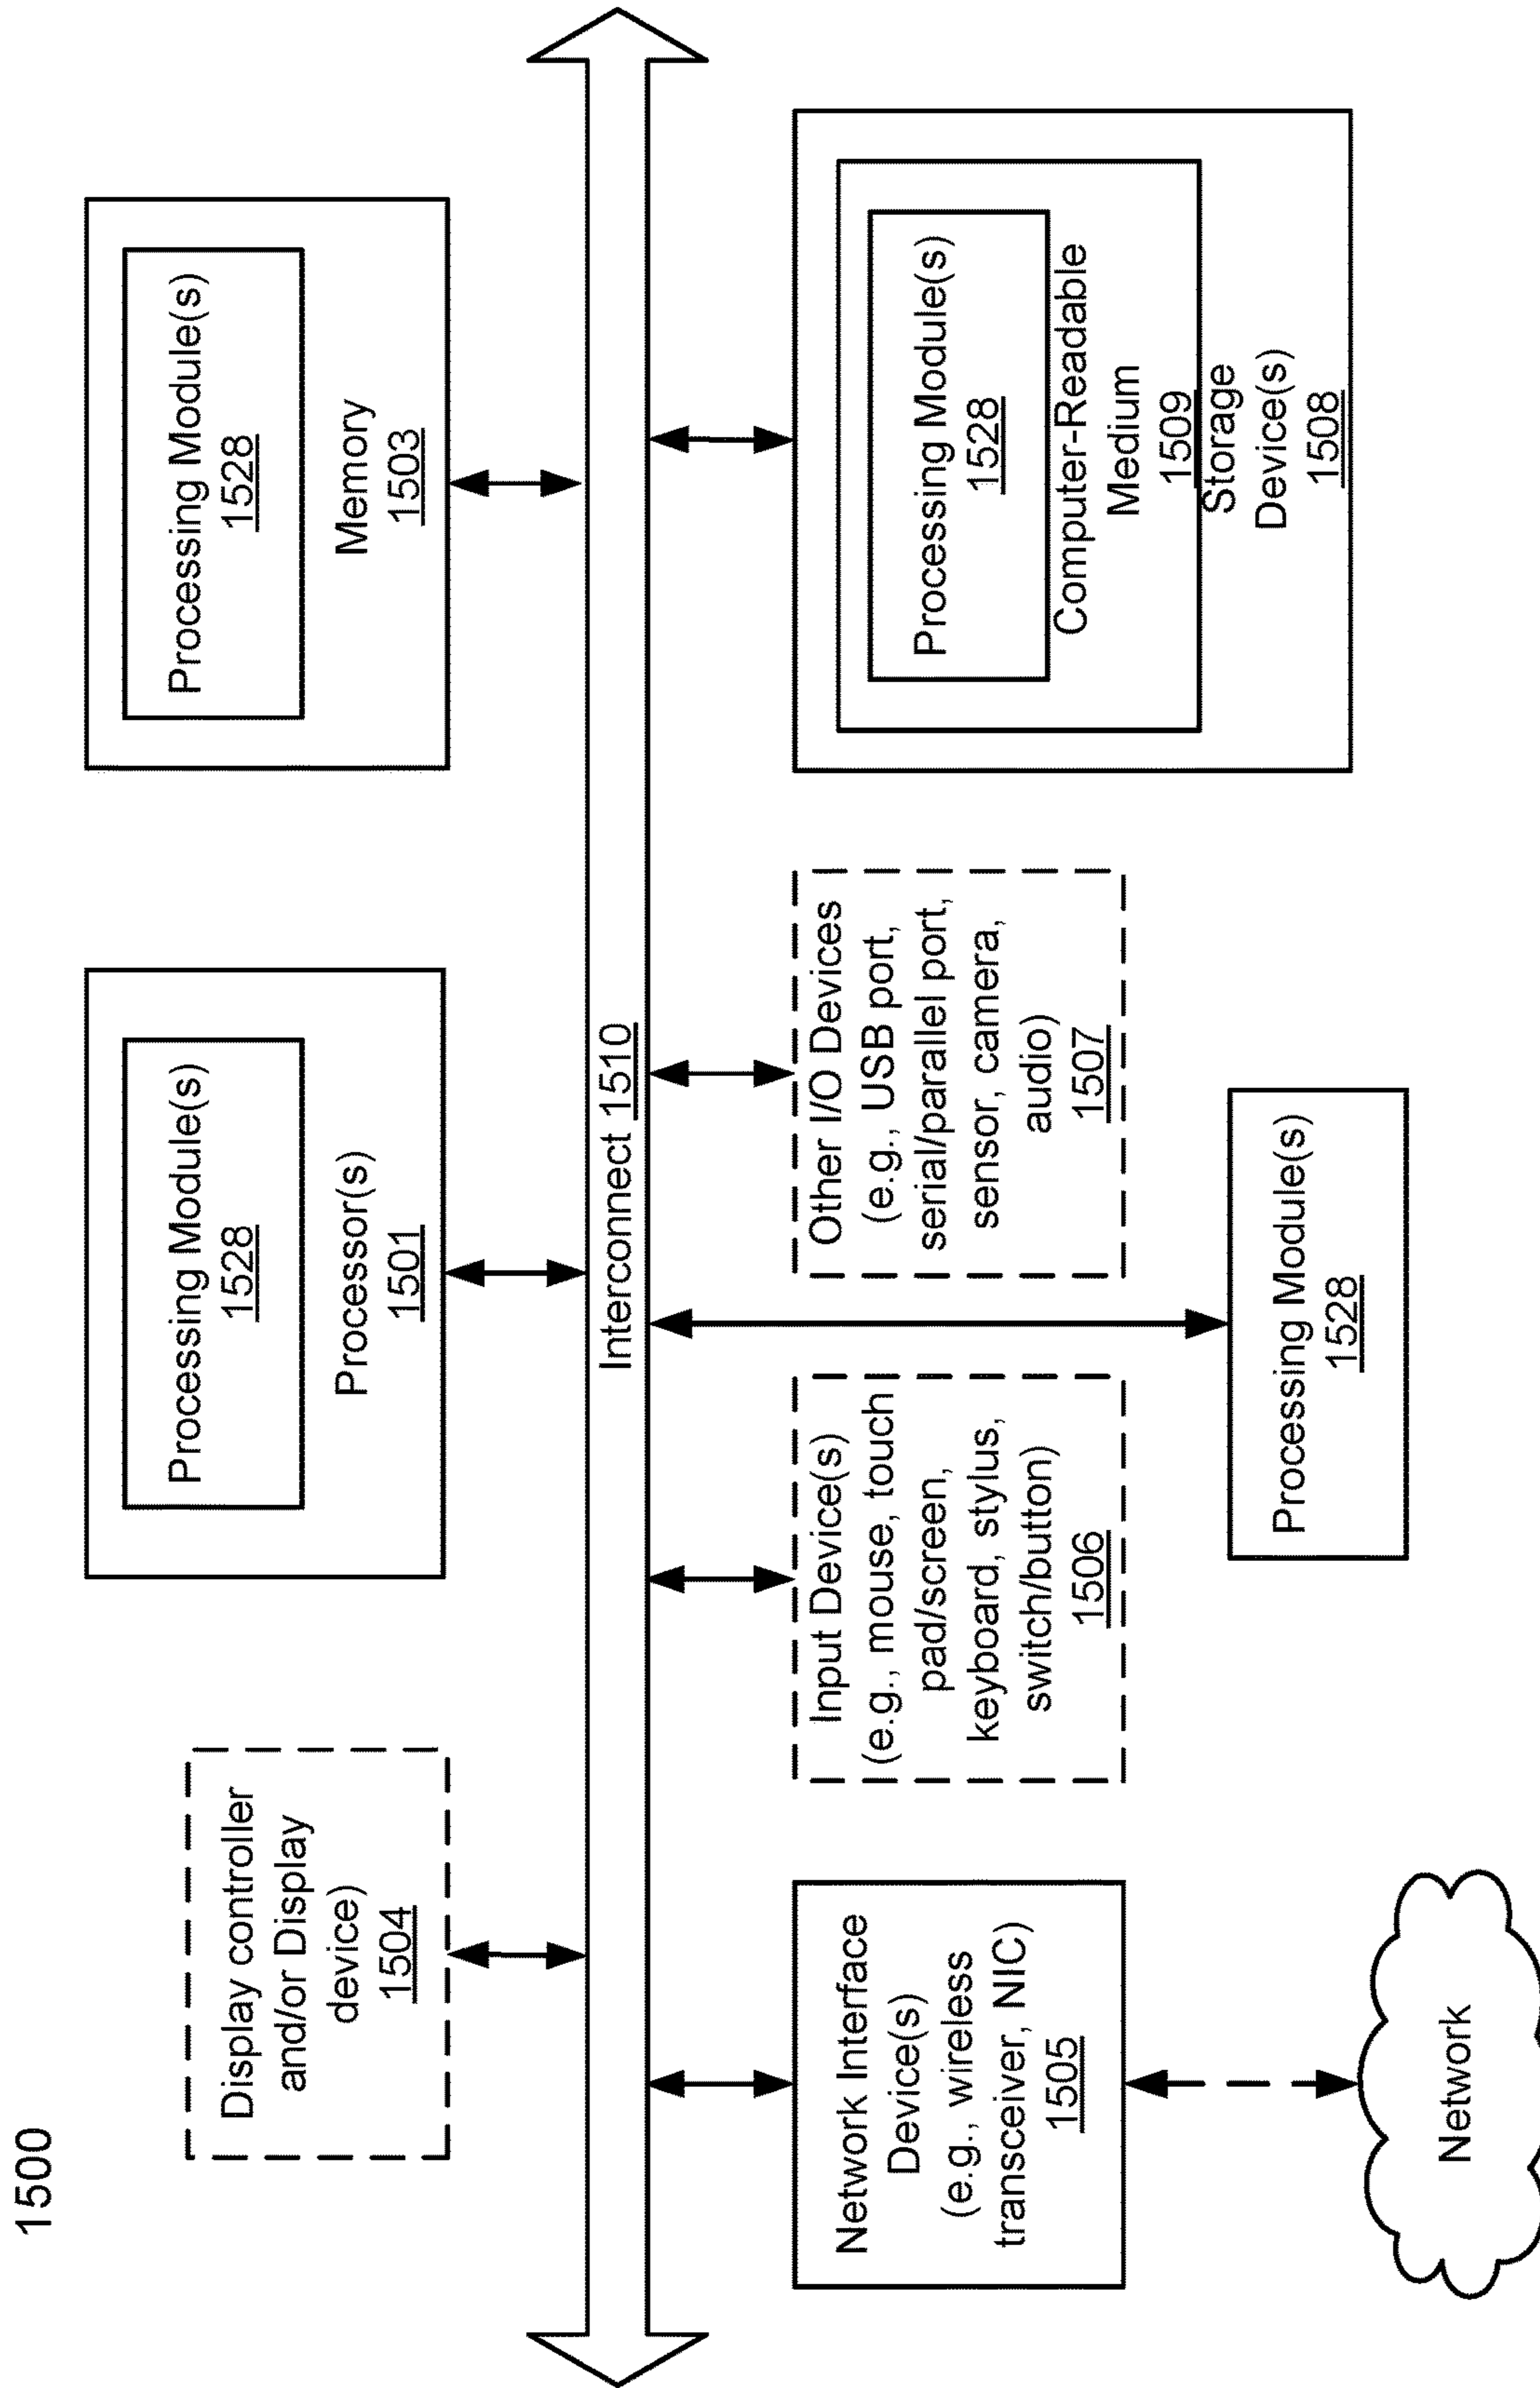 1500
Display controller
and/or Display
device)
1504
Processing Module(s)
1528
Processor(s)
1501
Processing Module(s)
1528
Memory
1503
Interconnect 1510
Network Interface
Device(s)
(e.g., wireless
transceiver, NIC)
1505
Input Device(s)
(e.g., mouse, touch
pad/screen,
keyboard, stylus,
switch/button)
1506
Other I/O Devices
(e.g., USB port,
serial/parallel port,
sensor, camera,
audio)
1507
Processing Module(s)
1528
Computer-Readable
Medium
1509
Storage
Device(s)
1508
Processing Module(s)
1528
Network